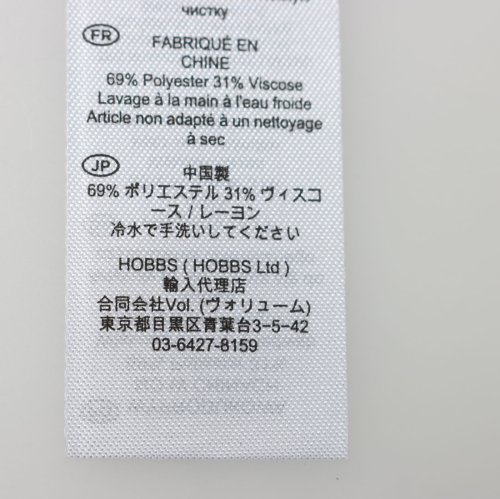 чистку
FR
FABRIQUÉ EN
CHINE
69% Polyester 31% Viscose
Lavage à la main à l'eau froide
Article non adapté à un nettoyage
à sec
JP
中国製
69% ポリエステル 31% ヴィスコ
ース / レーヨン
冷水で手洗いしてください
HOBBS ( HOBBS Ltd )
輸入代理店
合同会社Vol. (ヴォリューム)
東京都目黒区青葉台3-5-42
03-6427-8159